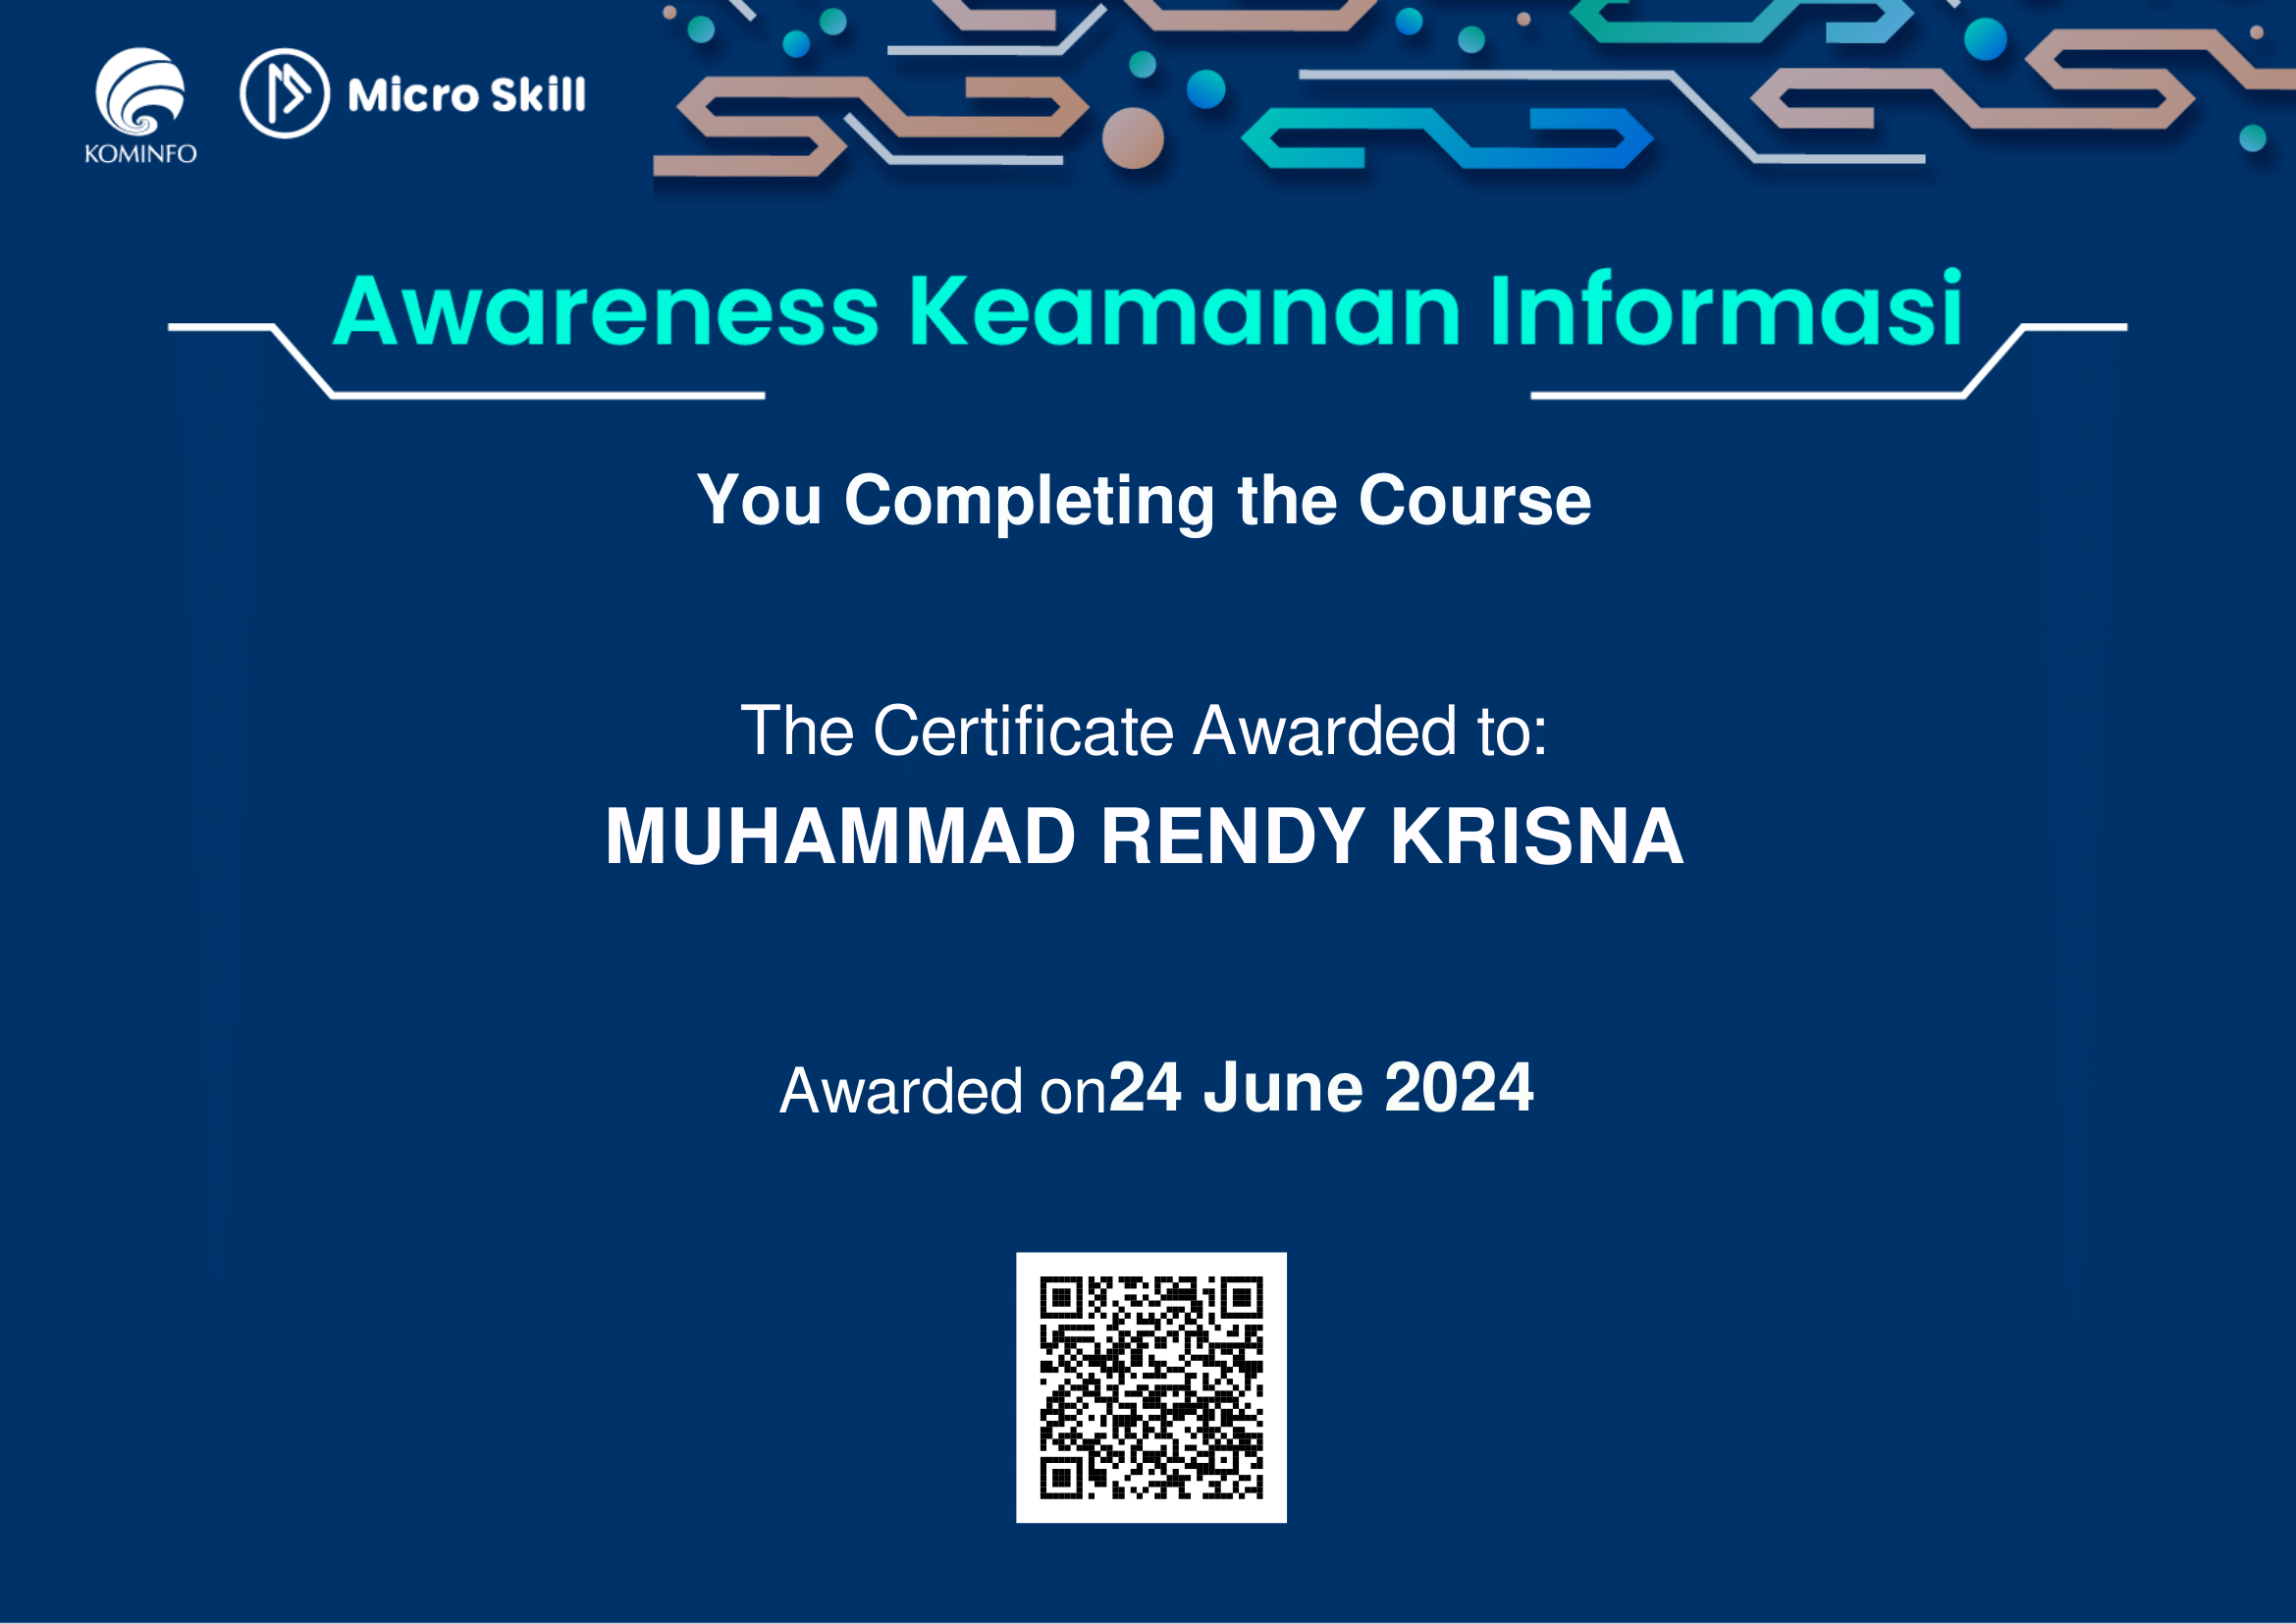 KOMINFO
Micro Skill
Awareness Keamanan Informasi
You Completing the Course
The Certificate Awarded to:
MUHAMMAD RENDY KRISNA
Awarded on24 June 2024